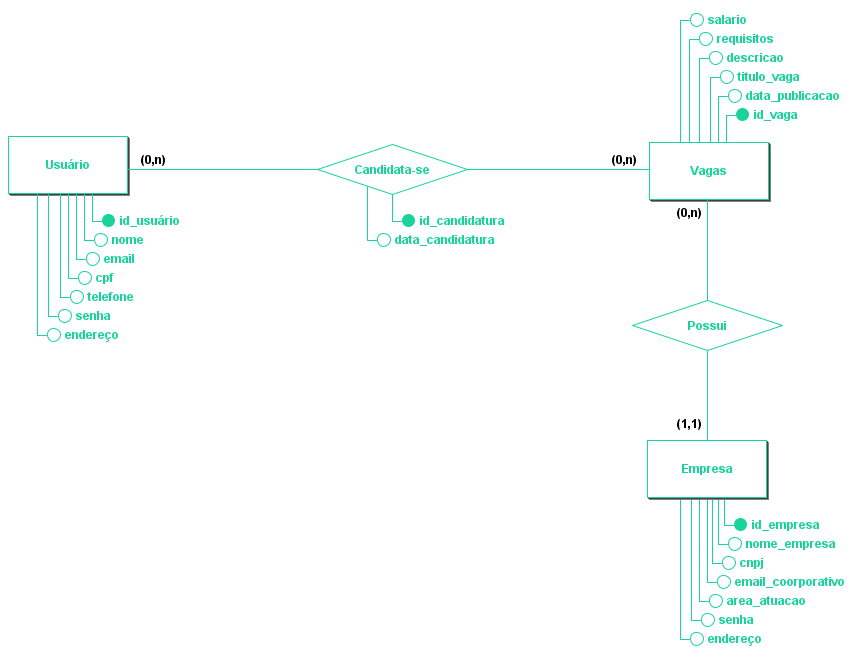 salario
requisitos
descricao
titulo_vaga
data_publicacao
id_vaga
Usuário
(0,n)
Candidata-se
(0,n)
Vagas
(0,n)
id_usuário
nome
email
cpf
telefone
senha
endereço
id_candidatura
data_candidatura
Possui
(1,1)
Empresa
id_empresa
nome_empresa
cnpj
email_coorporativo
area_atuacao
senha
endereço